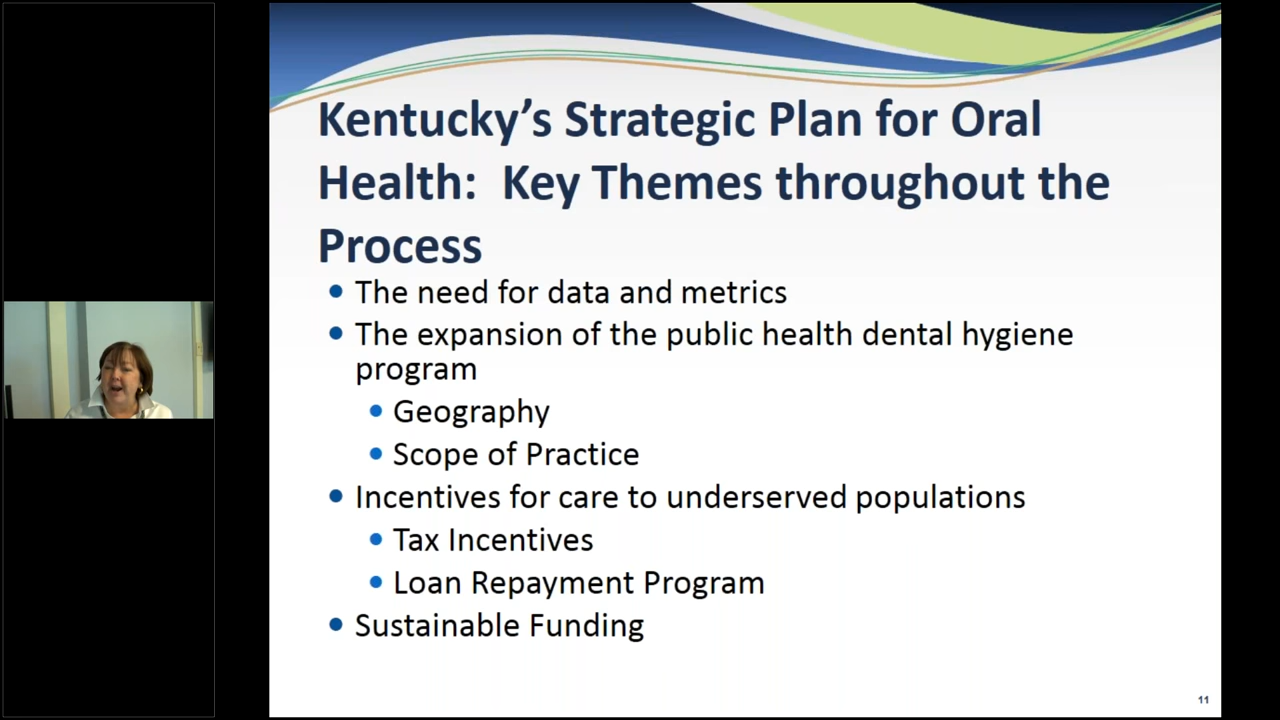 Kentucky’s Strategic Plan for Oral
Health:  Key Themes throughout the
Process
• The need for data and metrics
• The expansion of the public health dental hygiene
program
• Geography
• Scope of Practice
• Incentives for care to underserved populations
• Tax Incentives
• Loan Repayment Program
• Sustainable Funding
11